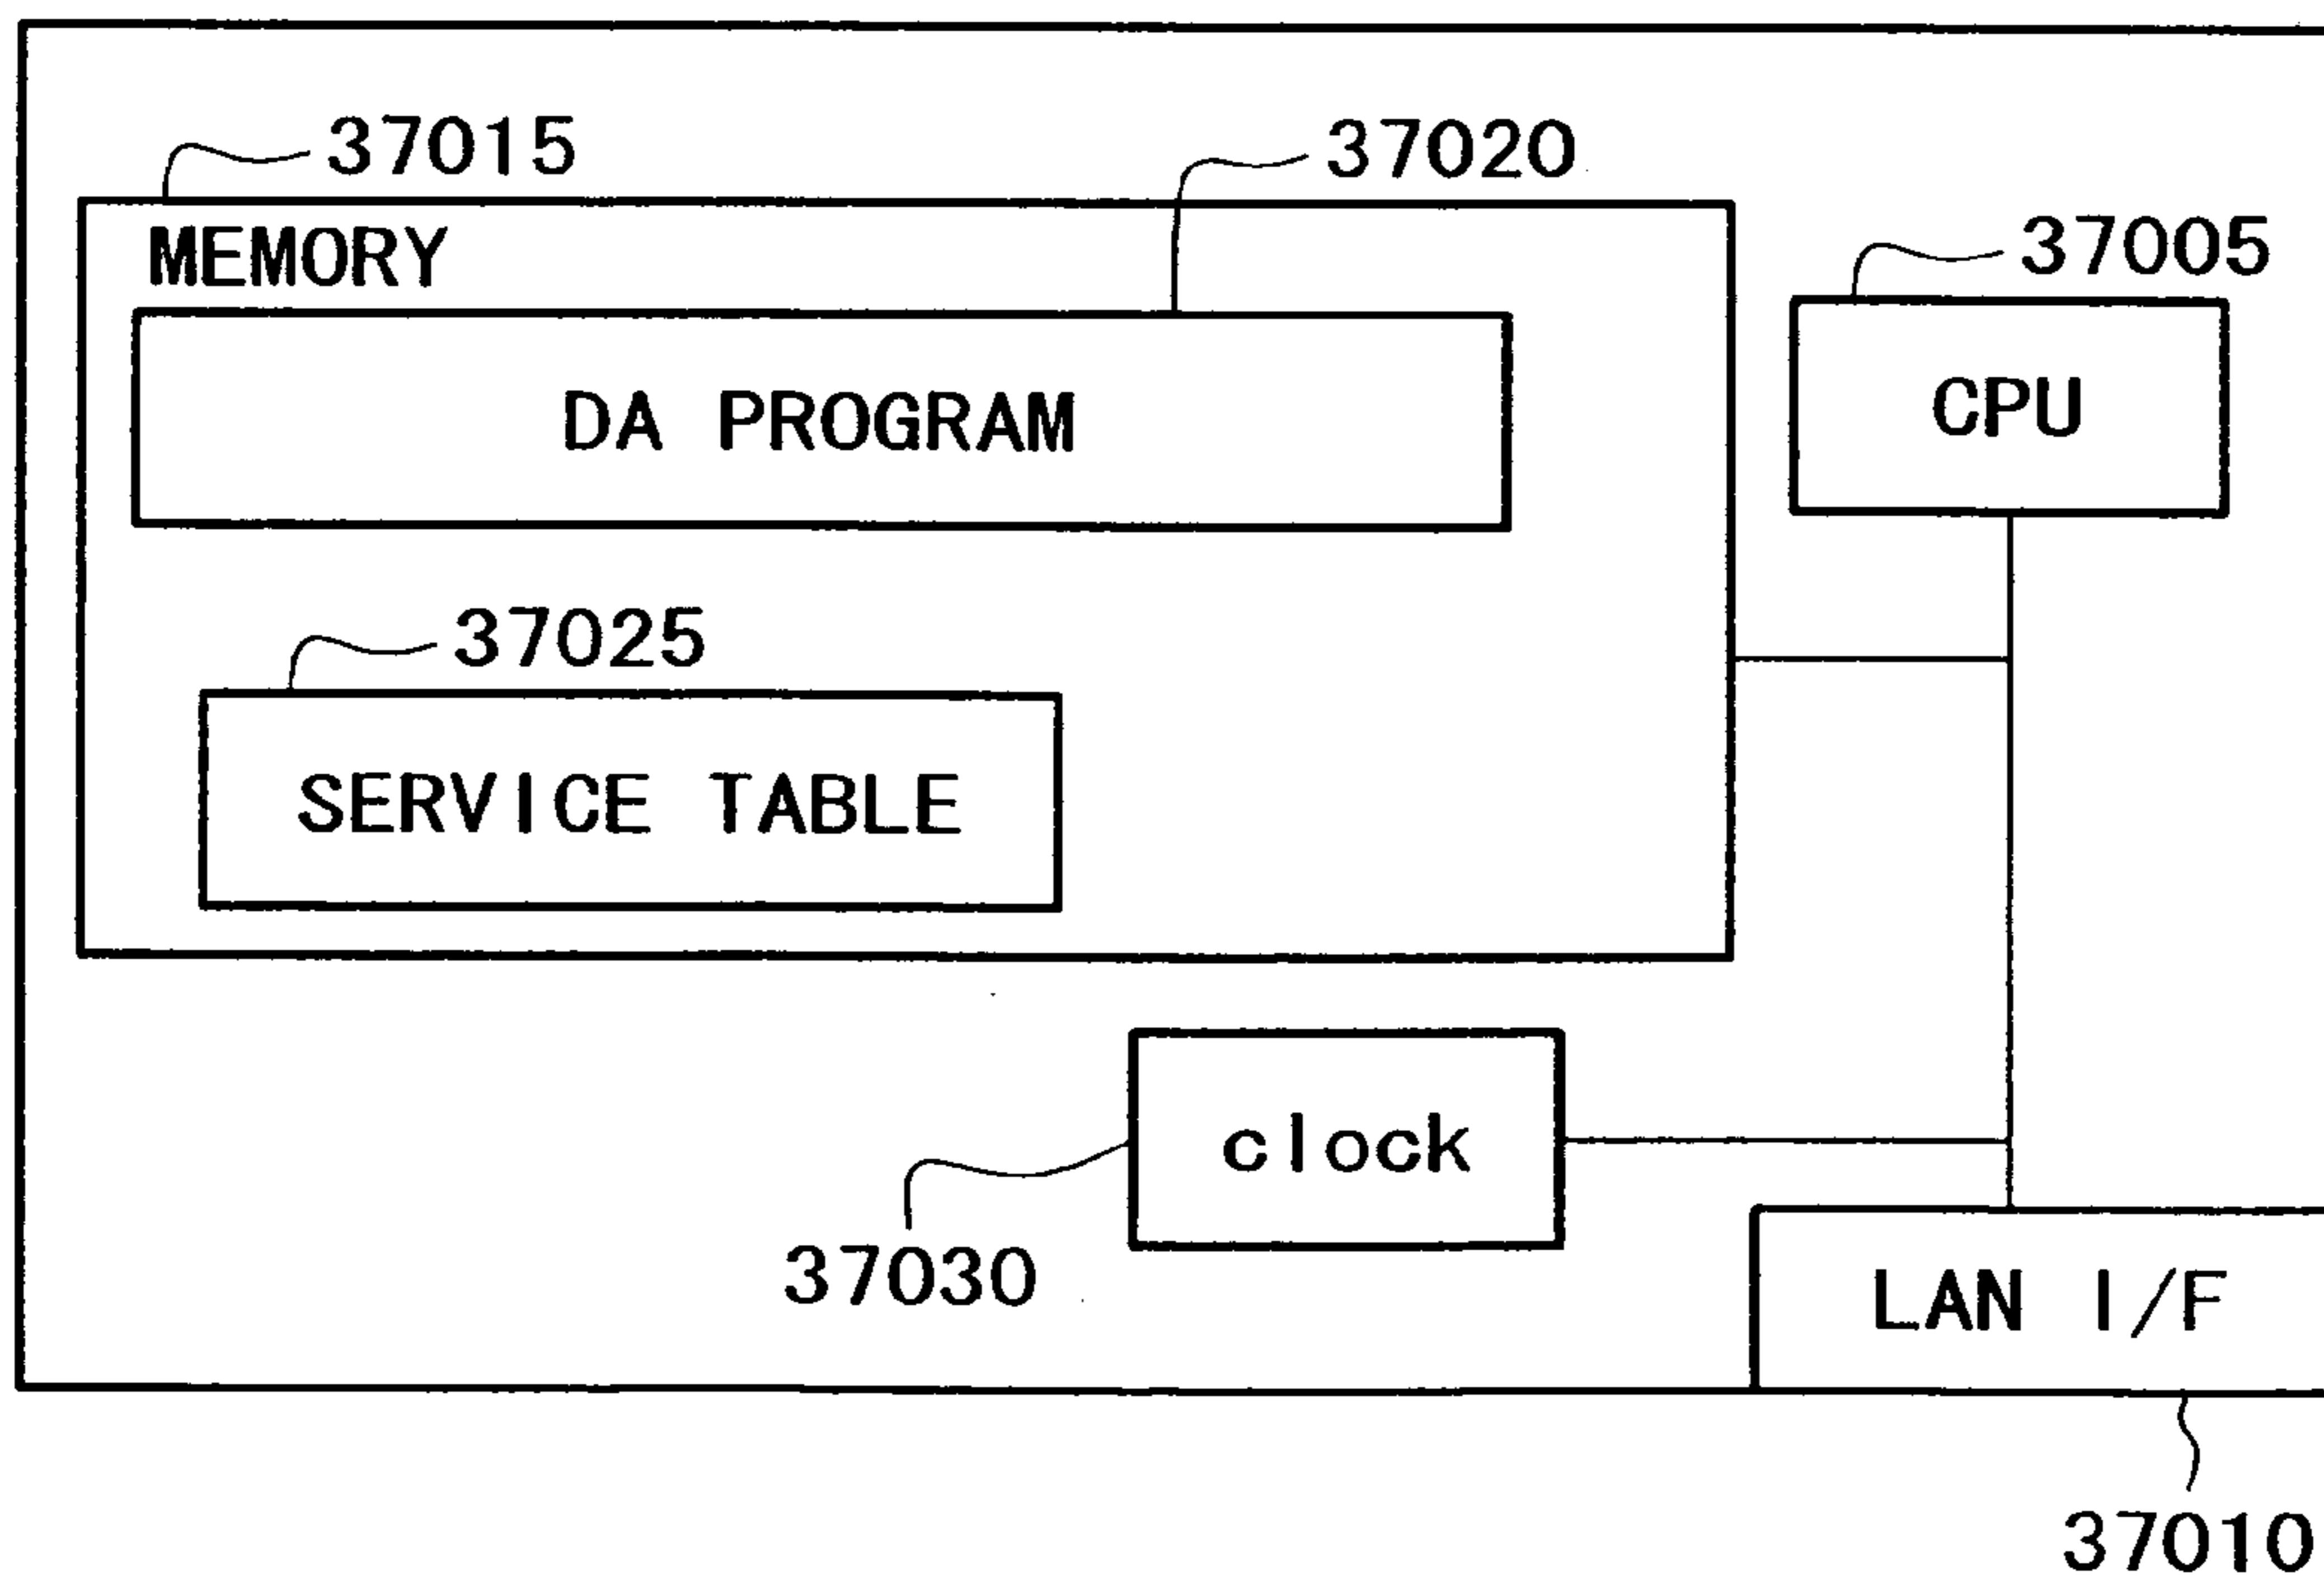 37015
37020
MEMORY
37005
DA PROGRAM
CPU
37025
SERVICE TABLE
clock
37030
LAN I/F
37010